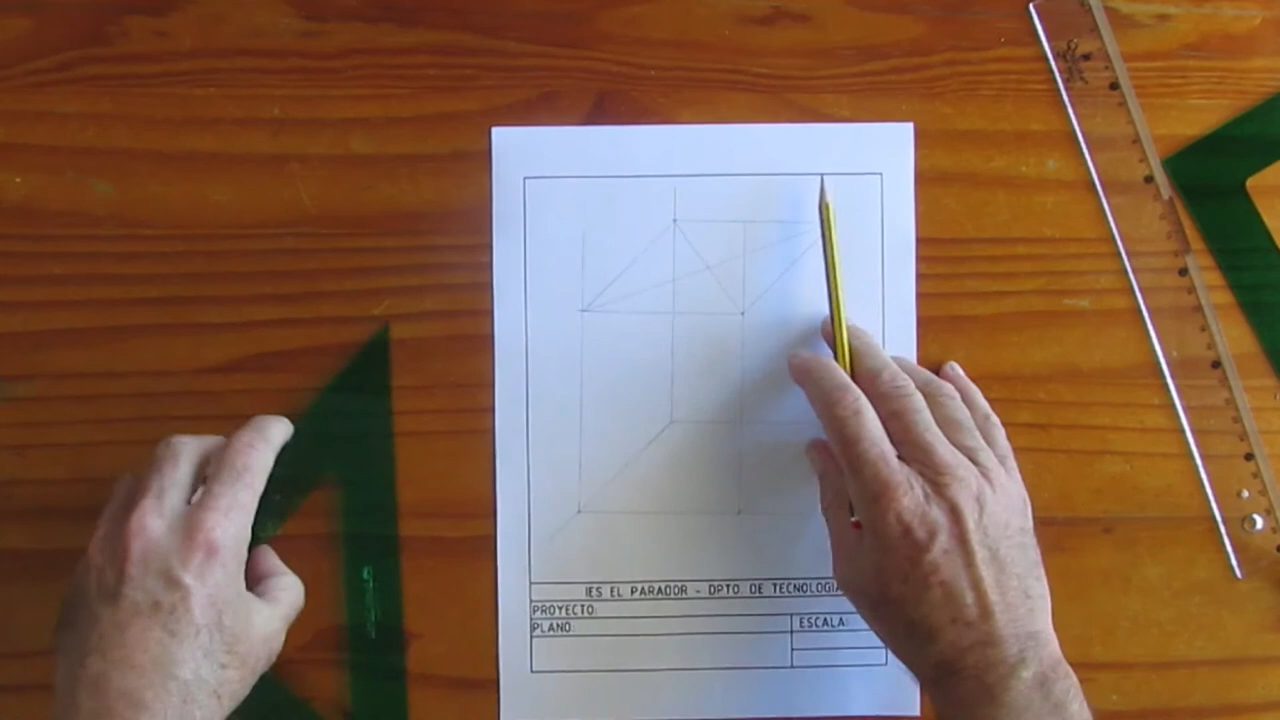 IES EL PARADOR - DPTO. DE TECNOLOGIA
PROYECTO:
PLANO:
ESCALA: